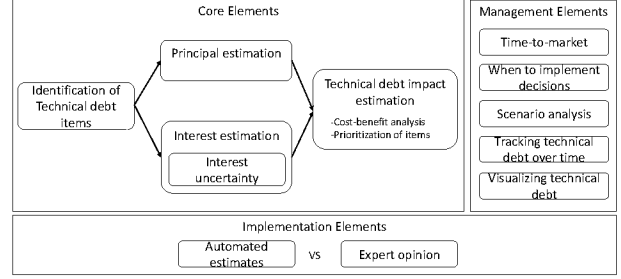 Core Elements
Identification of
Technical debt
items
Principal estimation
Interest estimation
Interest
uncertainty
Technical debt impact
estimation
-Cost-benefit analysis
-Prioritization of items
Management Elements
Time-to-market
When to implement
decisions
Scenario analysis
Tracking technical
debt over time
Visualizing technical
debt
Implementation Elements
Automated
estimates
VS
Expert opinion